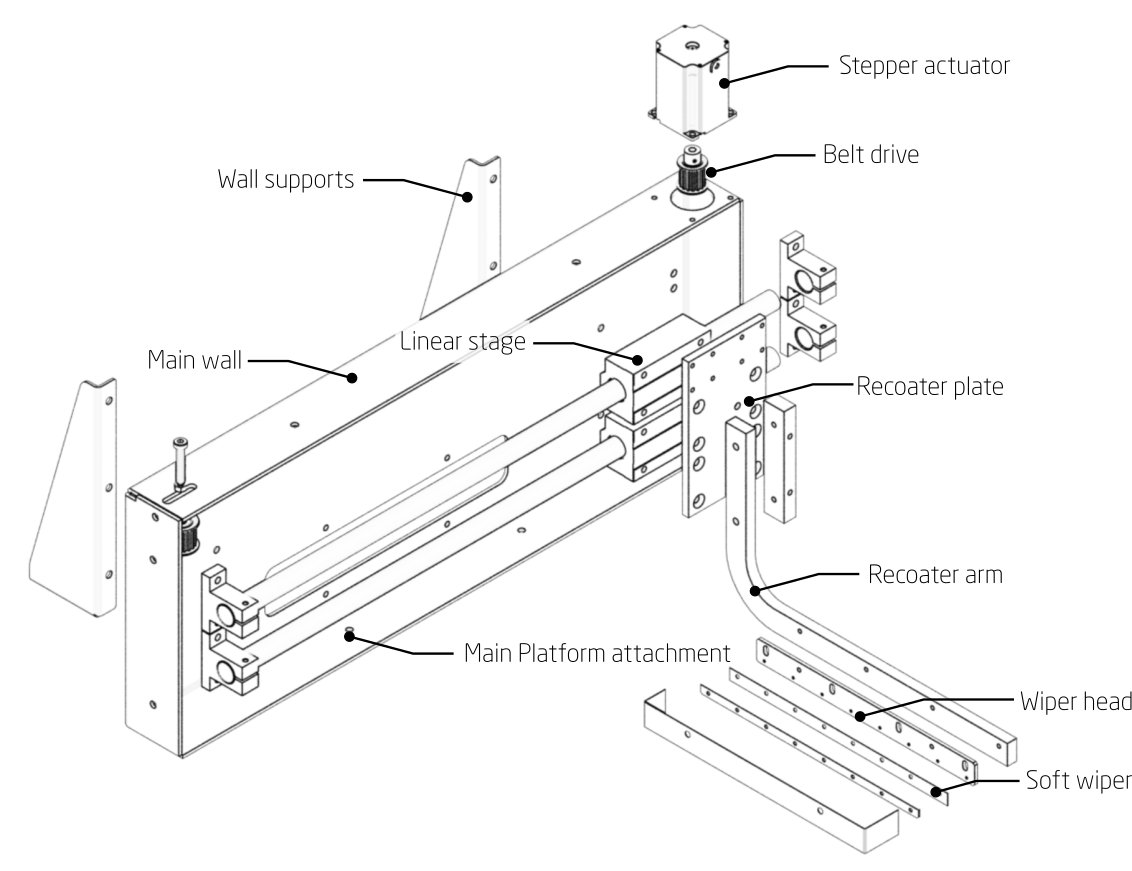 Stepper actuator
Belt drive
Wall supports
Linear stage
Main wall
Recoater plate
Recoater arm
Main Platform attachment
Wiper head
Soft wiper